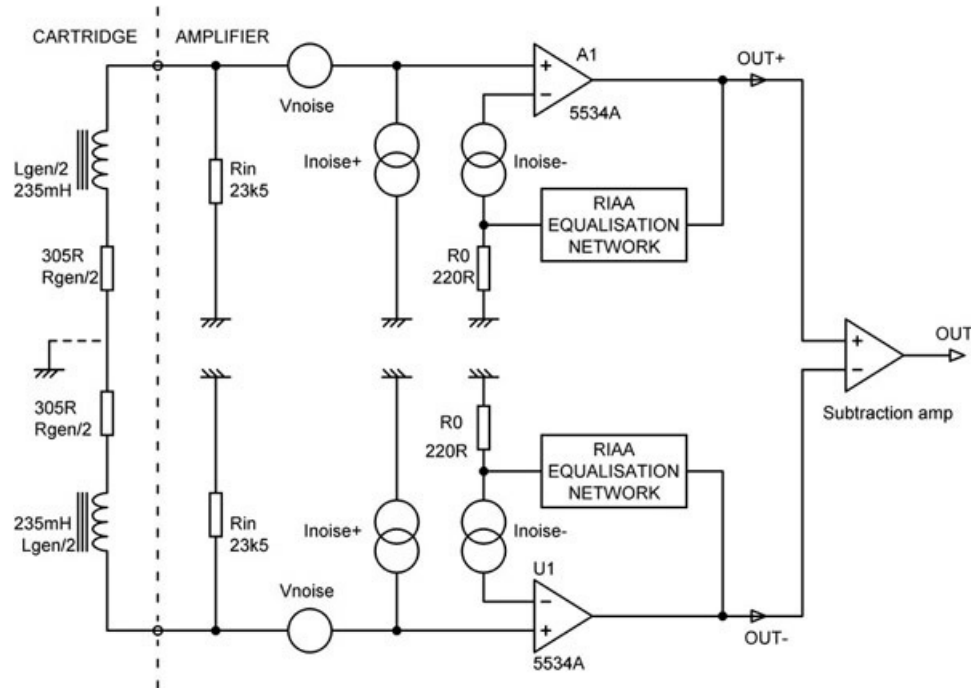 CARTRIDGE
AMPLIFIER
A1
OUT+
Vnoise
5534A
Lgen/2
235mH
Rin
23k5
Inoise+
Inoise-
RIAA
EQUALISATION
NETWORK
305R
Rgen/2
R0
220R
OUT
305R
Rgen/2
R0
220R
RIAA
EQUALISATION
NETWORK
Subtraction amp
235mH
Lgen/2
Rin
23k5
Inoise+
Inoise-
Vnoise
U1
OUT-
5534A
+
−
+
−
−
+